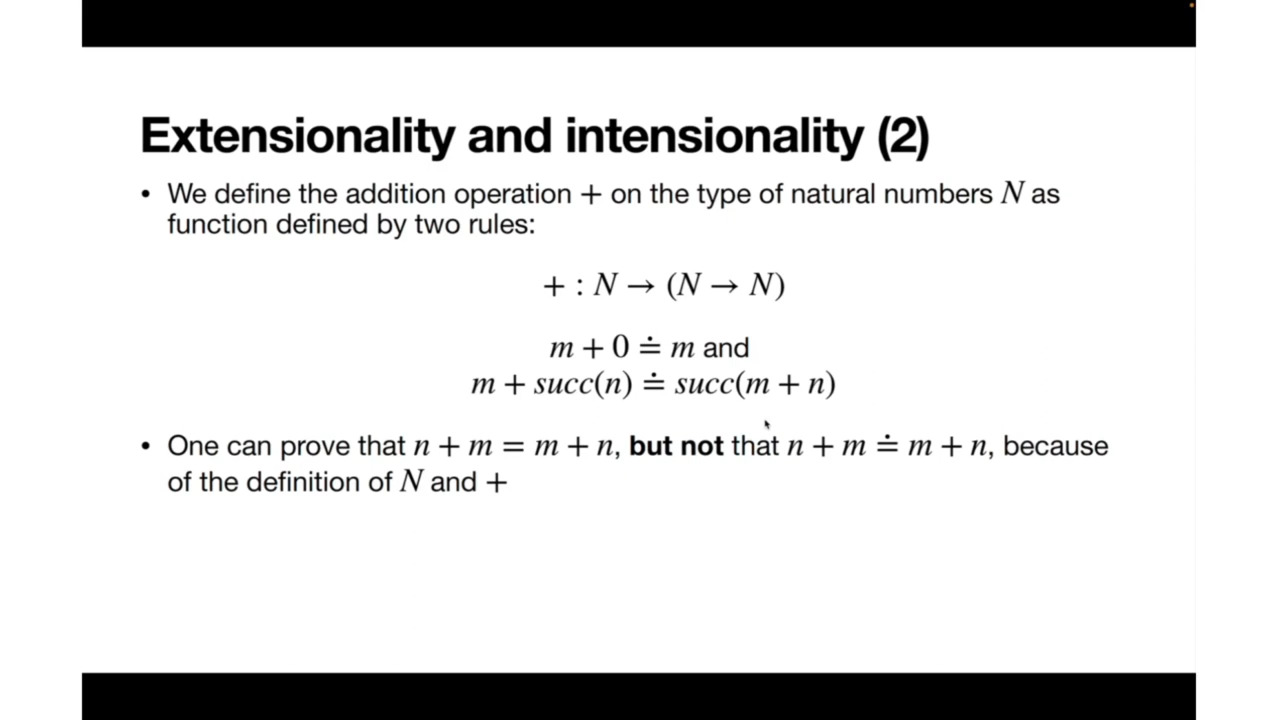 Extensionality and intensionality (2)
• We define the addition operation + on the type of natural numbers N as
function defined by two rules:
+ : N → (N → N)
m + 0 ≐ m and
m + succ(n) ≐ succ(m + n)
• One can prove that n + m = m + n, but not that n + m ≐ m + n, because
of the definition of N and +